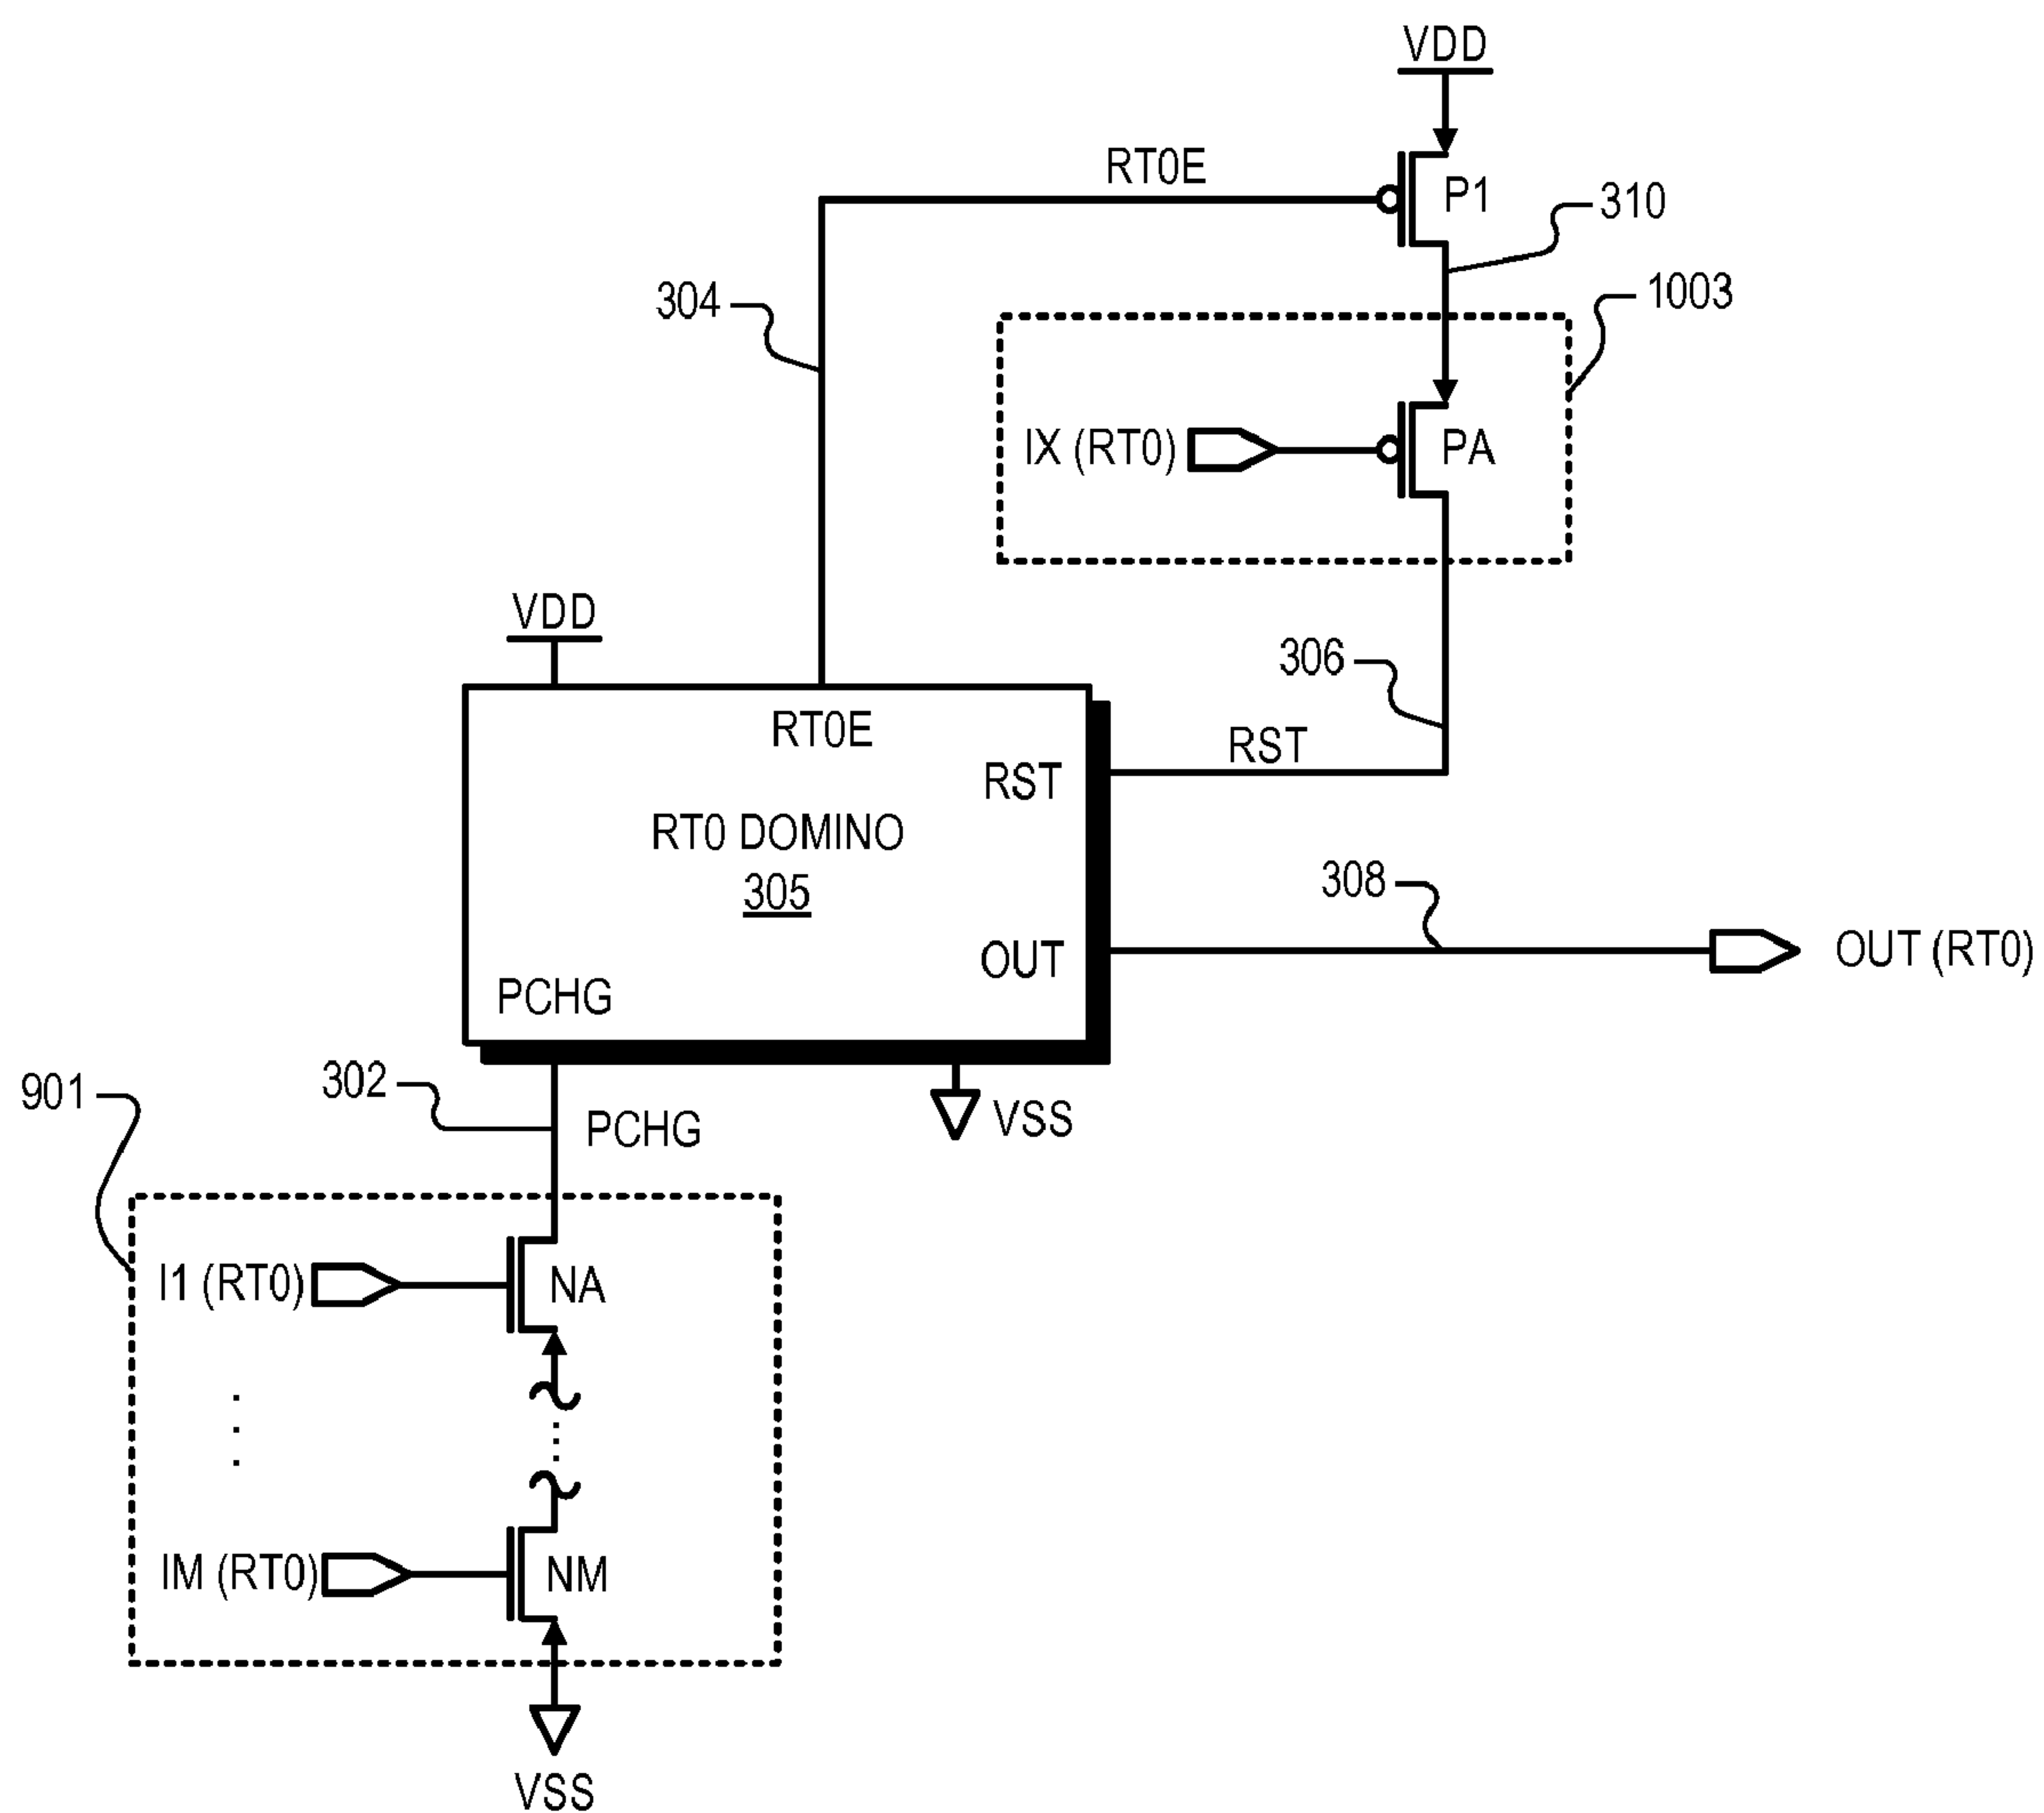 VDD
RT0E
P1
310
304
1003
IX (RT0)
PA
VDD
306
RT0E
RST
RST
RT0 DOMINO
305
308
OUT
OUT (RT0)
PCHG
302
901
PCHG
VSS
I1 (RT0)
NA
IM (RT0)
NM
VSS